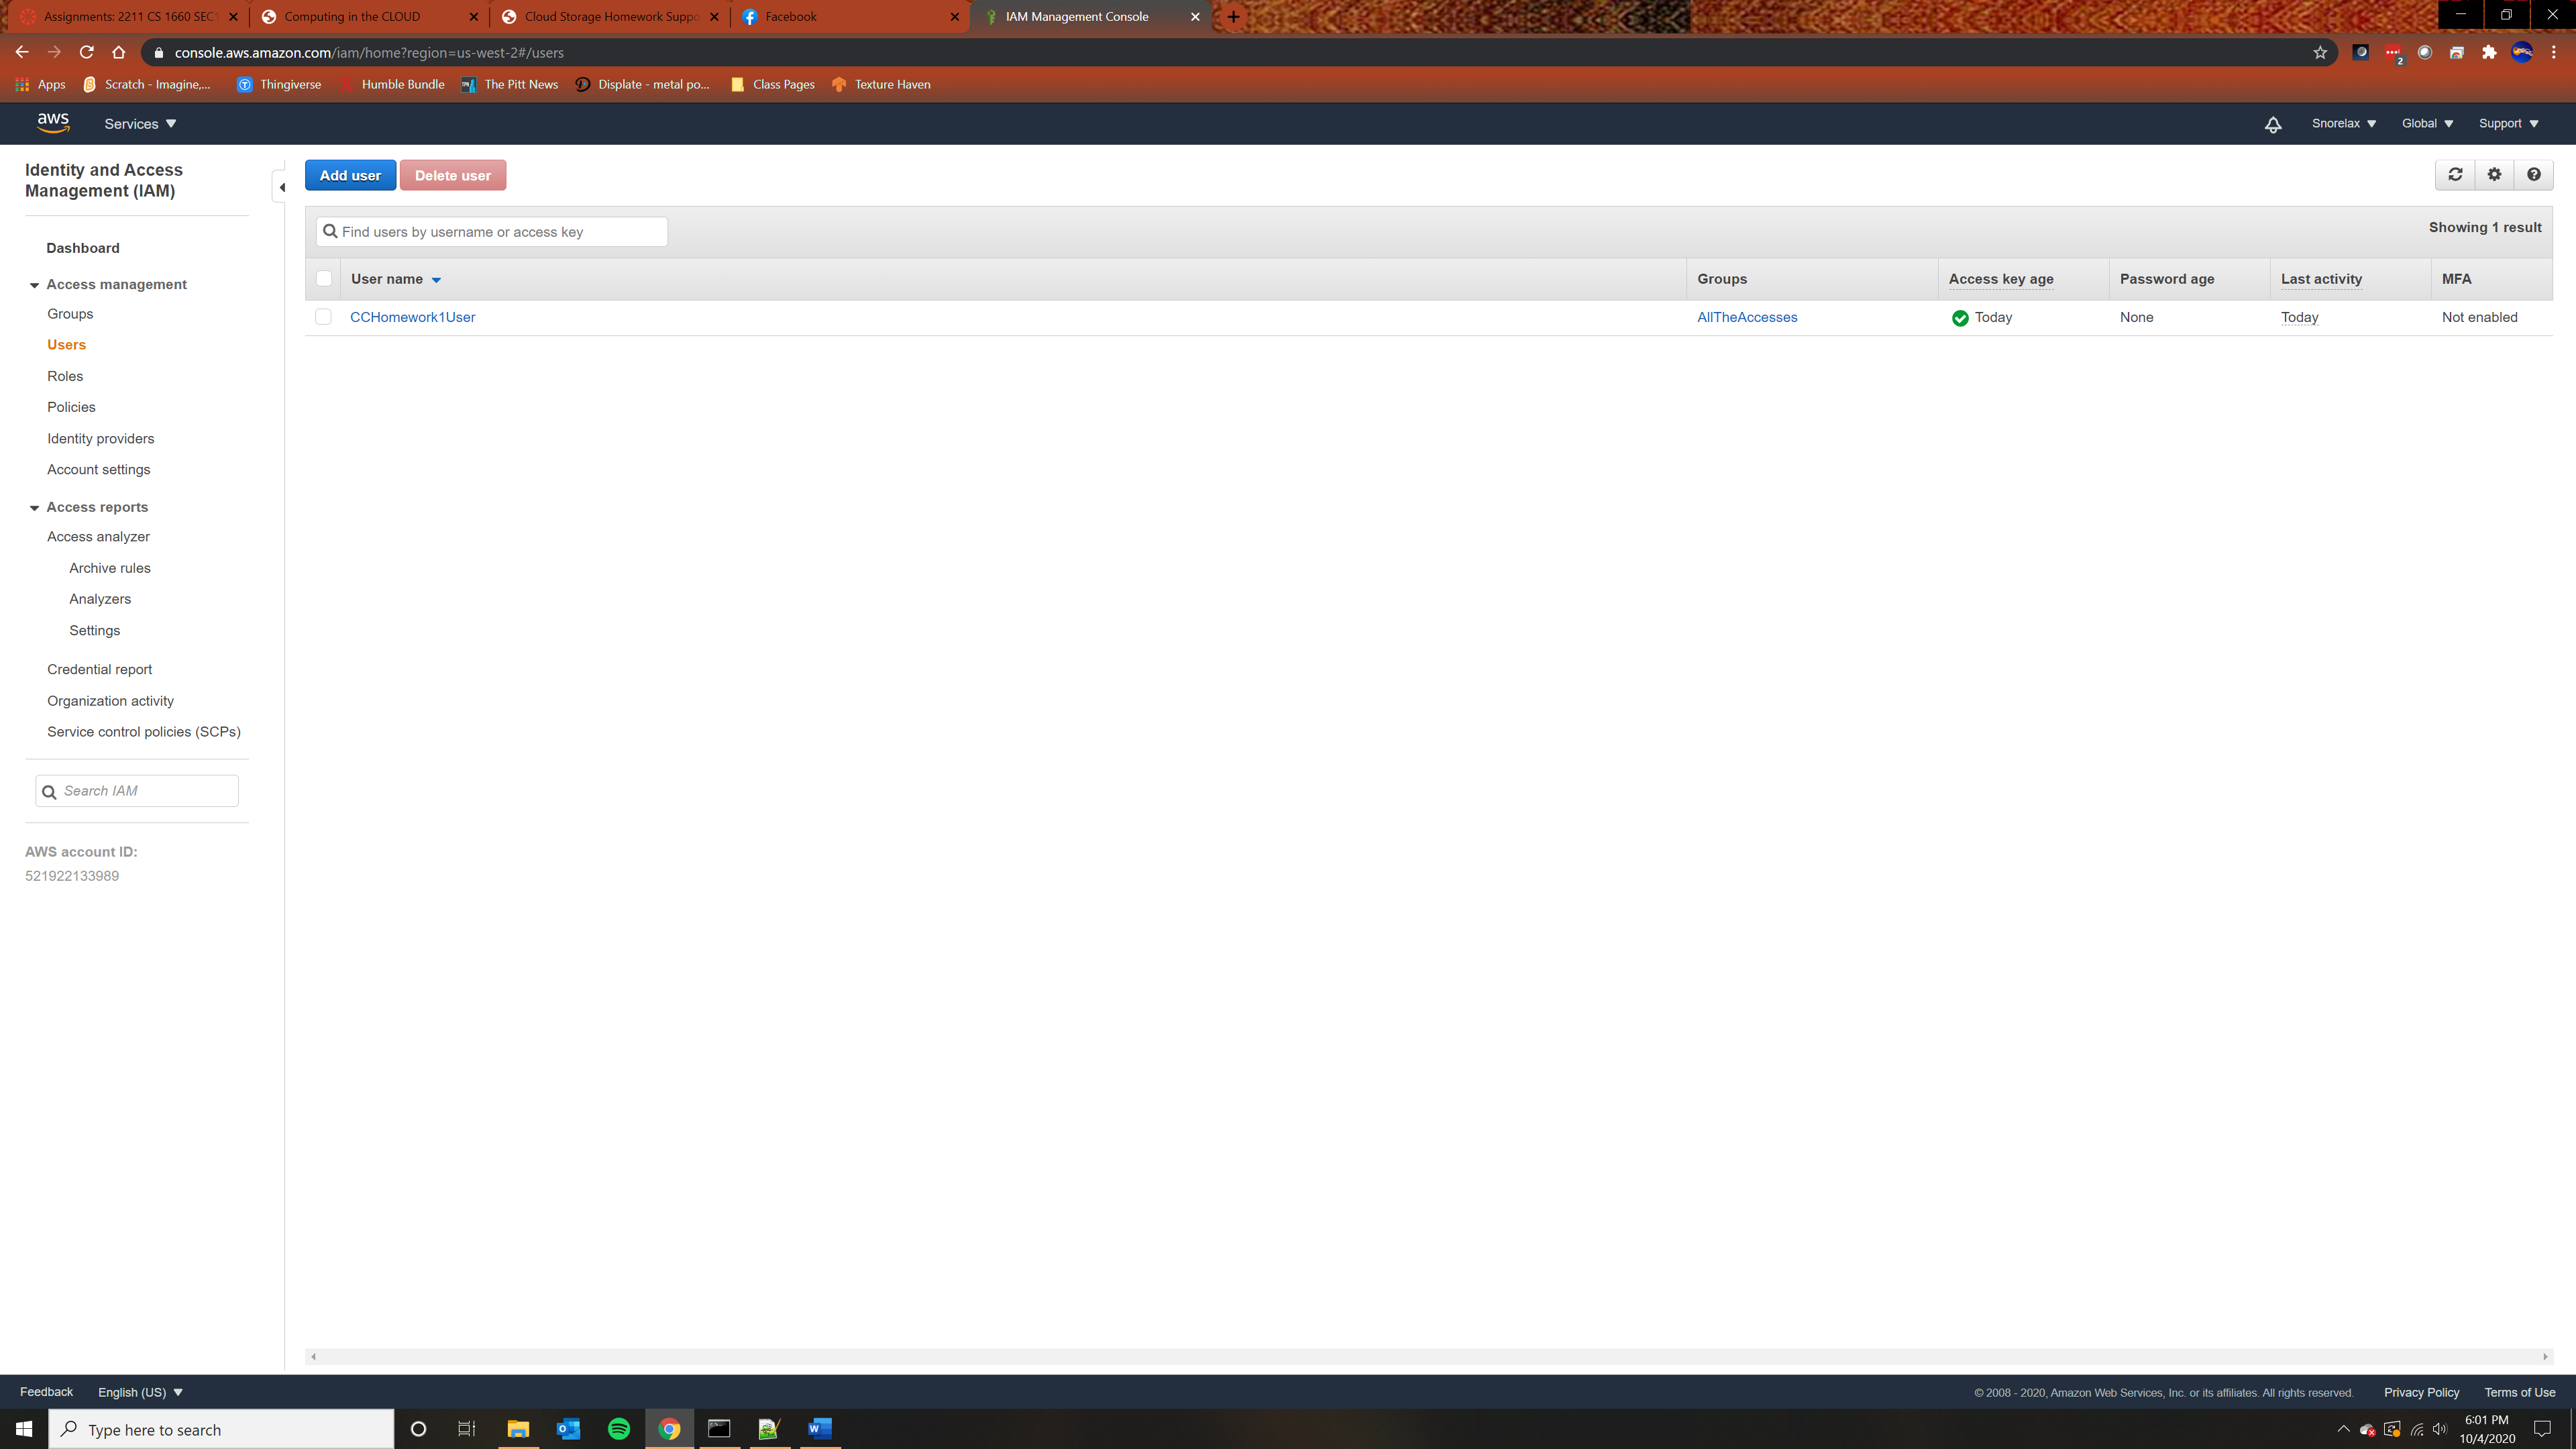 Assignments: 2211 CS 1660 SEC1
Computing in the CLOUD
Cloud Storage Homework Suppo
Facebook
IAM Management Console
console.aws.amazon.com/iam/home?region=us-west-2#/users
2
Apps
Scratch - Imagine,...
Thingiverse
Humble Bundle
The Pitt News
Displate - metal po...
Class Pages
Texture Haven
aws
Services
Snorelax
Global
Support
Identity and Access
Management (IAM)
Dashboard
Access management
Groups
Users
Roles
Policies
Identity providers
Account settings
Access reports
Access analyzer
Archive rules
Analyzers
Settings
Credential report
Organization activity
Service control policies (SCPs)
Search IAM
AWS account ID:
521922133989
Add user
Delete user
Find users by username or access key
Showing 1 result
User name
Groups
Access key age
Password age
Last activity
MFA
CCHomework1User
AllTheAccesses
Today
None
Today
Not enabled
Feedback
English (US)
© 2008 - 2020, Amazon Web Services, Inc. or its affiliates. All rights reserved.
Privacy Policy
Terms of Use
Type here to search
6:01 PM
10/4/2020